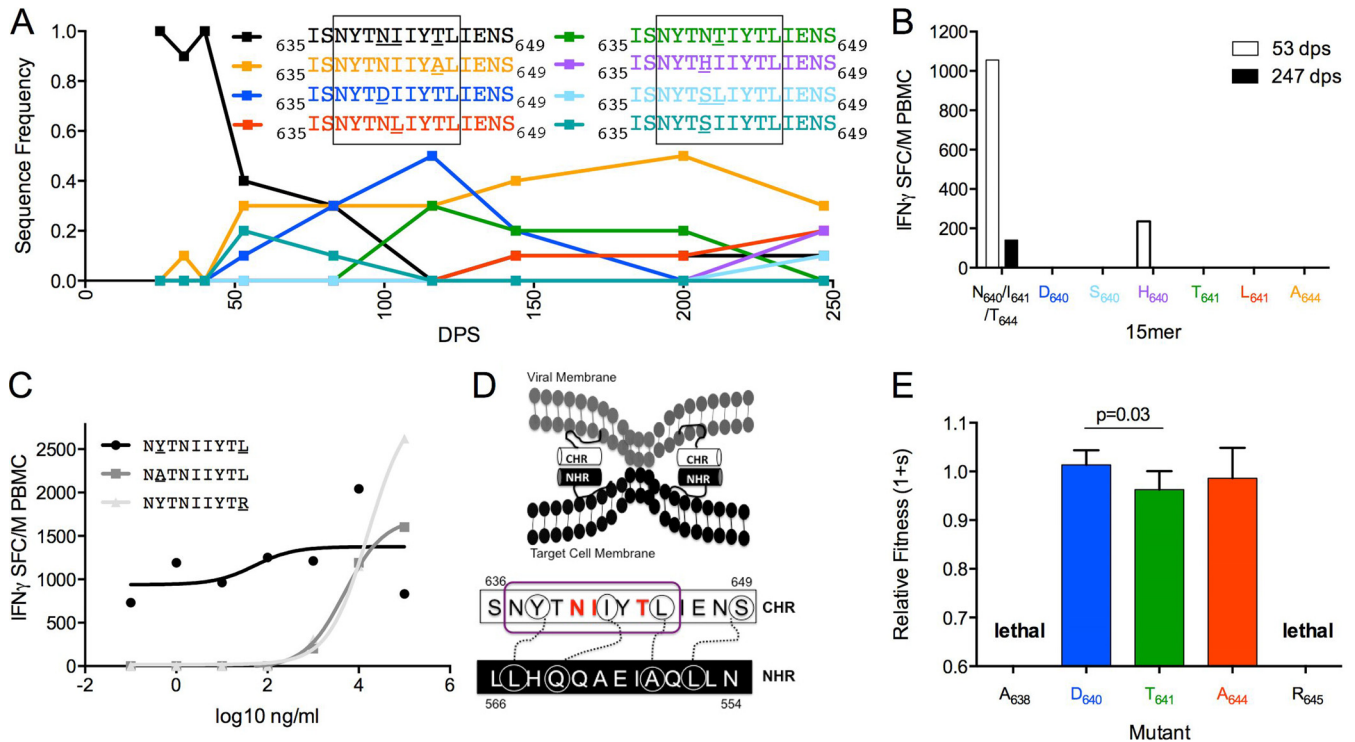 A
Sequence Frequency
1.0
0.8
0.6
0.4
0.2
0.0
0
50
100
150
200
250
DPS
635ISNYTNIIYTLIENS649
635ISNYTNIIYALIENS649
635ISNYTDIIYTLIENS649
635ISNYTNLIYTLIENS649
635ISNYTNTIYTLIENS649
635ISNYTHIIYTLIENS649
635ISNYTSLIYTLIENS649
635ISNYTSIIYTLIENS649
B
IFNγ SFC/M PBMC
1200
1000
800
600
400
200
0
53 dps
247 dps
N640/I641
/T644
D640
S640
H640
T641
L641
A644
15mer
C
IFNγ SFC/M PBMC
2500
2000
1500
1000
500
0
NYTNIIYTL
NATNIIYTL
NYTNIIYTR
0
2
4
6
log10 ng/ml
D
Viral Membrane
CHR
NHR
CHR
NHR
Target Cell Membrane
636
649
SNYTNIIYTLIENS
CHR
LLHQQAEIAQLLN
NHR
566
554
E
Relative Fitness (1+s)
1.1
1.0
0.9
0.8
0.7
0.6
p=0.03
lethal
lethal
A638
D640
T641
A644
R645
Mutant